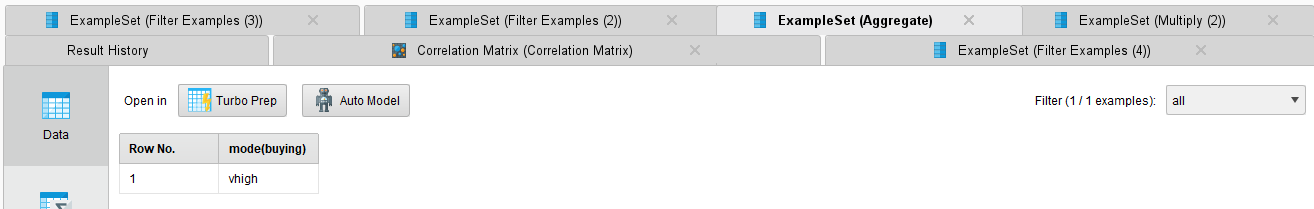 ExampleSet (Filter Examples (3)) ExampleSet (Filter Examples (2)) ExampleSet (Aggregate) ExampleSet (Multiply (2))
Result History Correlation Matrix (Correlation Matrix) ExampleSet (Filter Examples (4))
Open in Turbo Prep Auto Model Filter (1 / 1 examples): all
Data
Row No. mode(buying)
1 vhigh